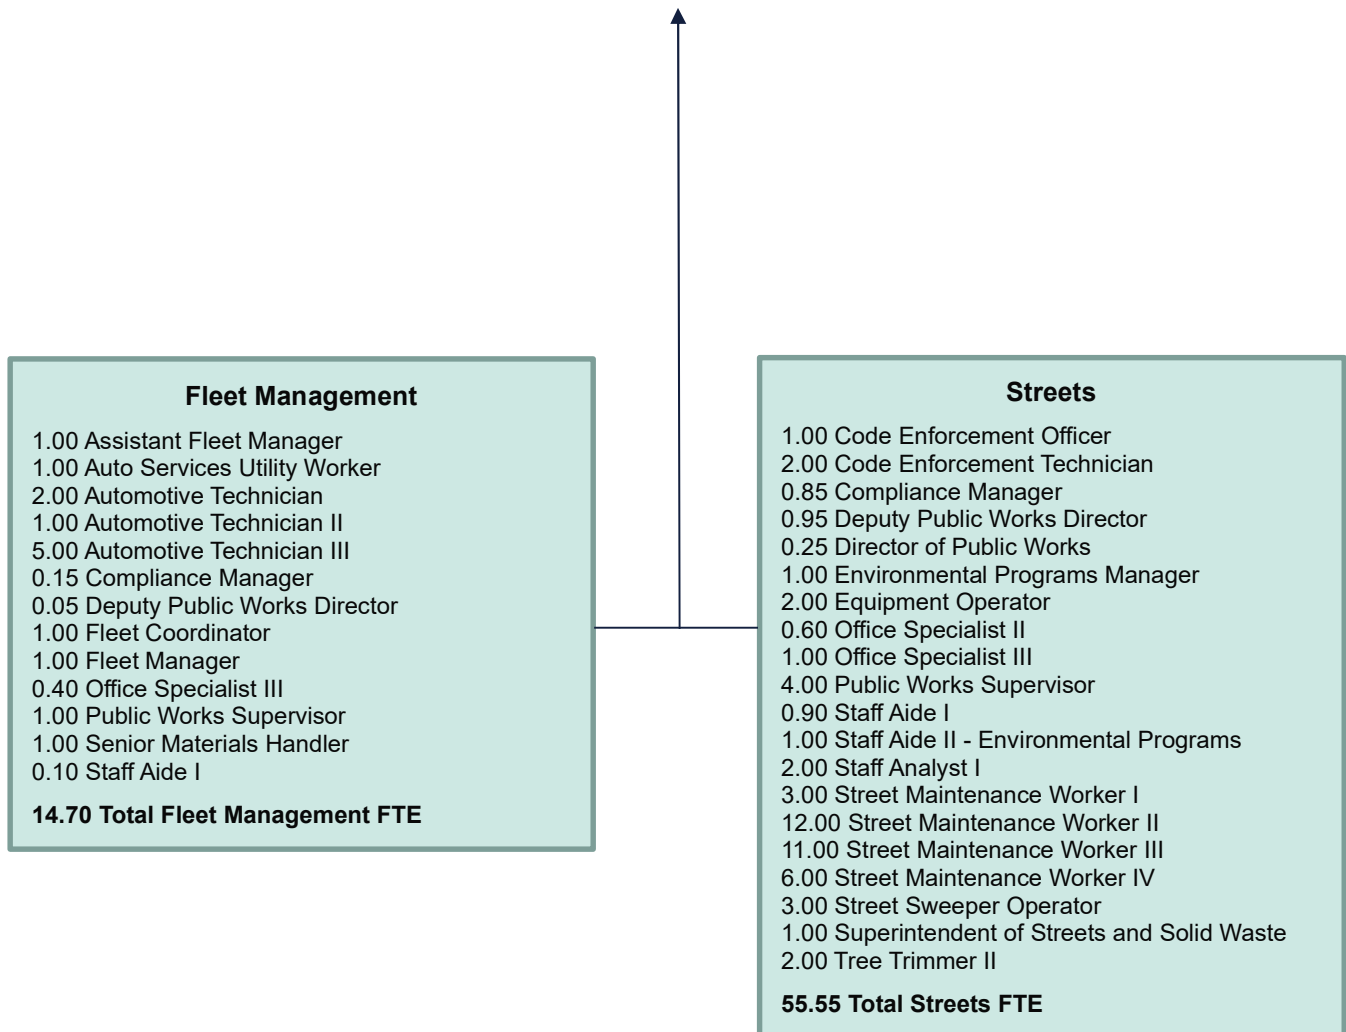 Fleet Management
1.00 Assistant Fleet Manager
1.00 Auto Services Utility Worker
2.00 Automotive Technician
1.00 Automotive Technician II
5.00 Automotive Technician III
0.15 Compliance Manager
0.05 Deputy Public Works Director
1.00 Fleet Coordinator
1.00 Fleet Manager
0.40 Office Specialist III
1.00 Public Works Supervisor
1.00 Senior Materials Handler
0.10 Staff Aide I
14.70 Total Fleet Management FTE
Streets
1.00 Code Enforcement Officer
2.00 Code Enforcement Technician
0.85 Compliance Manager
0.95 Deputy Public Works Director
0.25 Director of Public Works
1.00 Environmental Programs Manager
2.00 Equipment Operator
0.60 Office Specialist II
1.00 Office Specialist III
4.00 Public Works Supervisor
0.90 Staff Aide I
1.00 Staff Aide II - Environmental Programs
2.00 Staff Analyst I
3.00 Street Maintenance Worker I
12.00 Street Maintenance Worker II
11.00 Street Maintenance Worker III
6.00 Street Maintenance Worker IV
3.00 Street Sweeper Operator
1.00 Superintendent of Streets and Solid Waste
2.00 Tree Trimmer II
55.55 Total Streets FTE